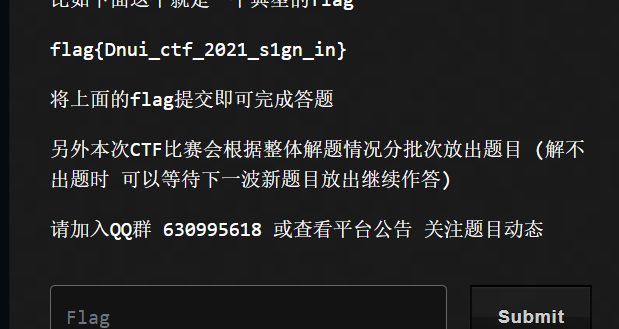 比如下面这个就是一个典型的flag
flag{Dnui_ctf_2021_s1gn_in}
将上面的flag提交即可完成答题
另外本次CTF比赛会根据整体解题情况分批次放出题目 (解不
出题时 可以等待下一波新题目放出继续作答)
请加入QQ群 630995618 或查看平台公告 关注题目动态
Flag
Submit